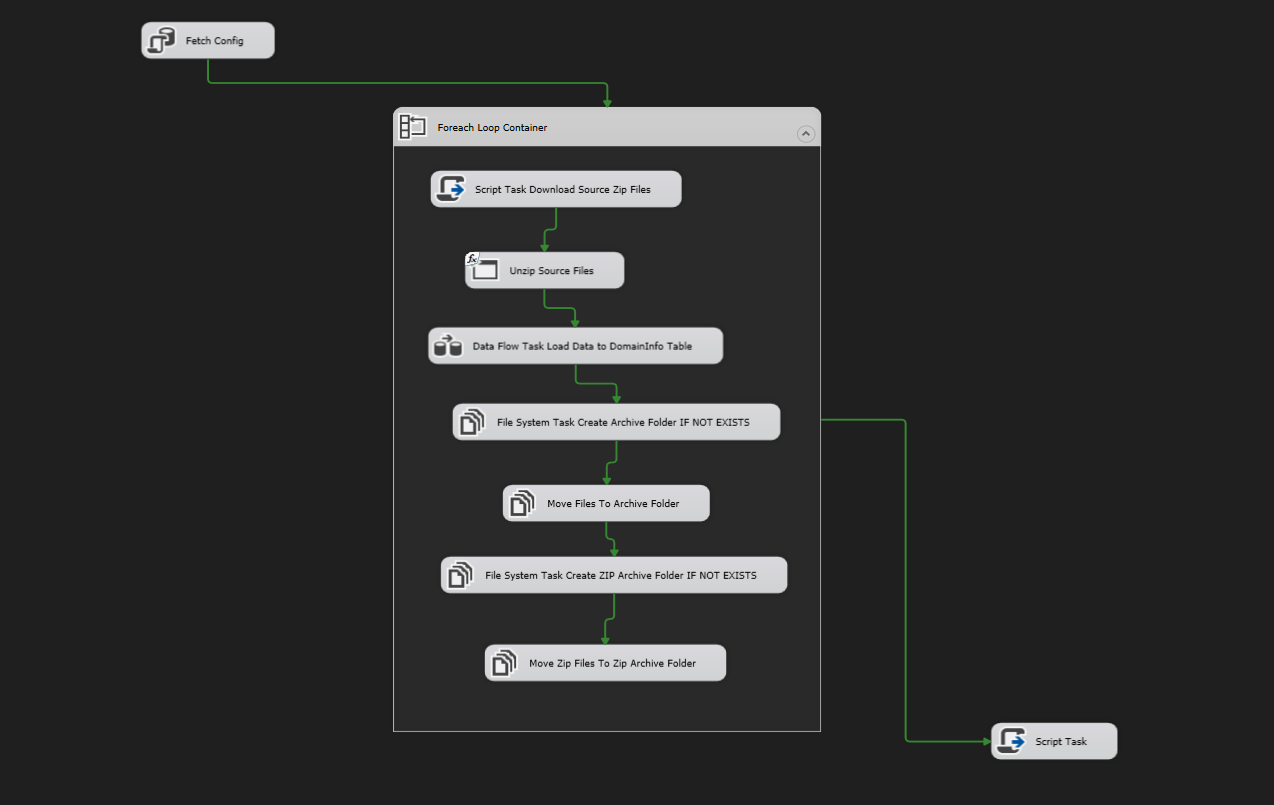 Fetch Config
Foreach Loop Container
Script Task Download Source Zip Files
fx
Unzip Source Files
Data Flow Task Load Data to DomainInfo Table
File System Task Create Archive Folder IF NOT EXISTS
Move Files To Archive Folder
File System Task Create ZIP Archive Folder IF NOT EXISTS
Move Zip Files To Zip Archive Folder
Script Task